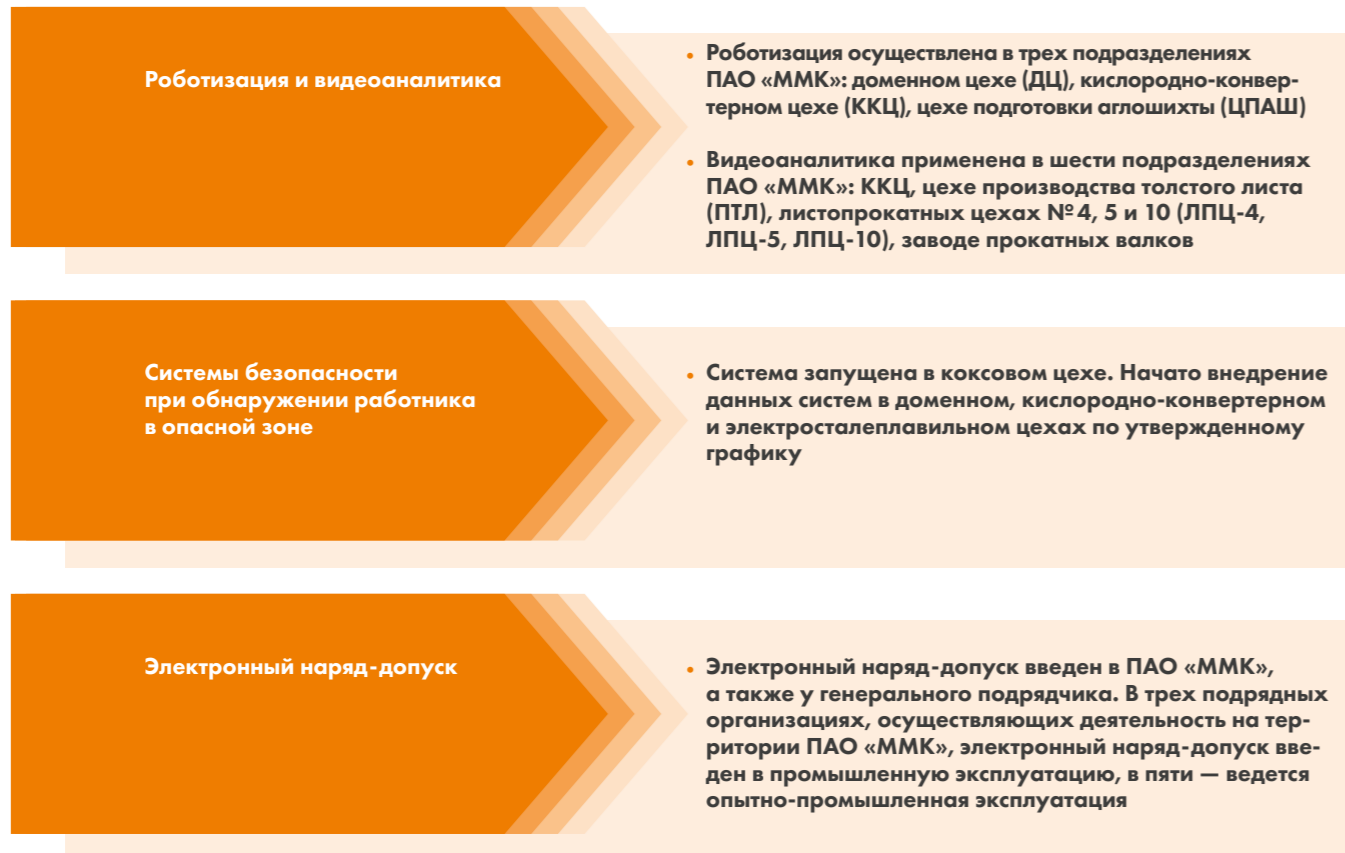 Роботизация и видеоаналитика
• Роботизация осуществлена в трех подразделениях
ПАО «ММК»: доменном цехе (ДЦ), кислородно-конвер-
терном цехе (ККЦ), цехе подготовки аглошихты (ЦПАШ)
• Видеоаналитика применена в шести подразделениях
ПАО «ММК»: ККЦ, цехе производства толстого листа
(ПТЛ), листопрокатных цехах № 4, 5 и 10 (ЛПЦ-4,
ЛПЦ-5, ЛПЦ-10), заводе прокатных валков
Системы безопасности
при обнаружении работника
в опасной зоне
• Система запущена в коксовом цехе. Начато внедрение
данных систем в доменном, кислородно-конвертерном
и электросталеплавильном цехах по утвержденному
графику
Электронный наряд-допуск
• Электронный наряд-допуск введен в ПАО «ММК»,
а также у генерального подрядчика. В трех подрядных
организациях, осуществляющих деятельность на тер-
ритории ПАО «ММК», электронный наряд-допуск вве-
ден в промышленную эксплуатацию, в пяти — ведется
опытно-промышленная эксплуатация